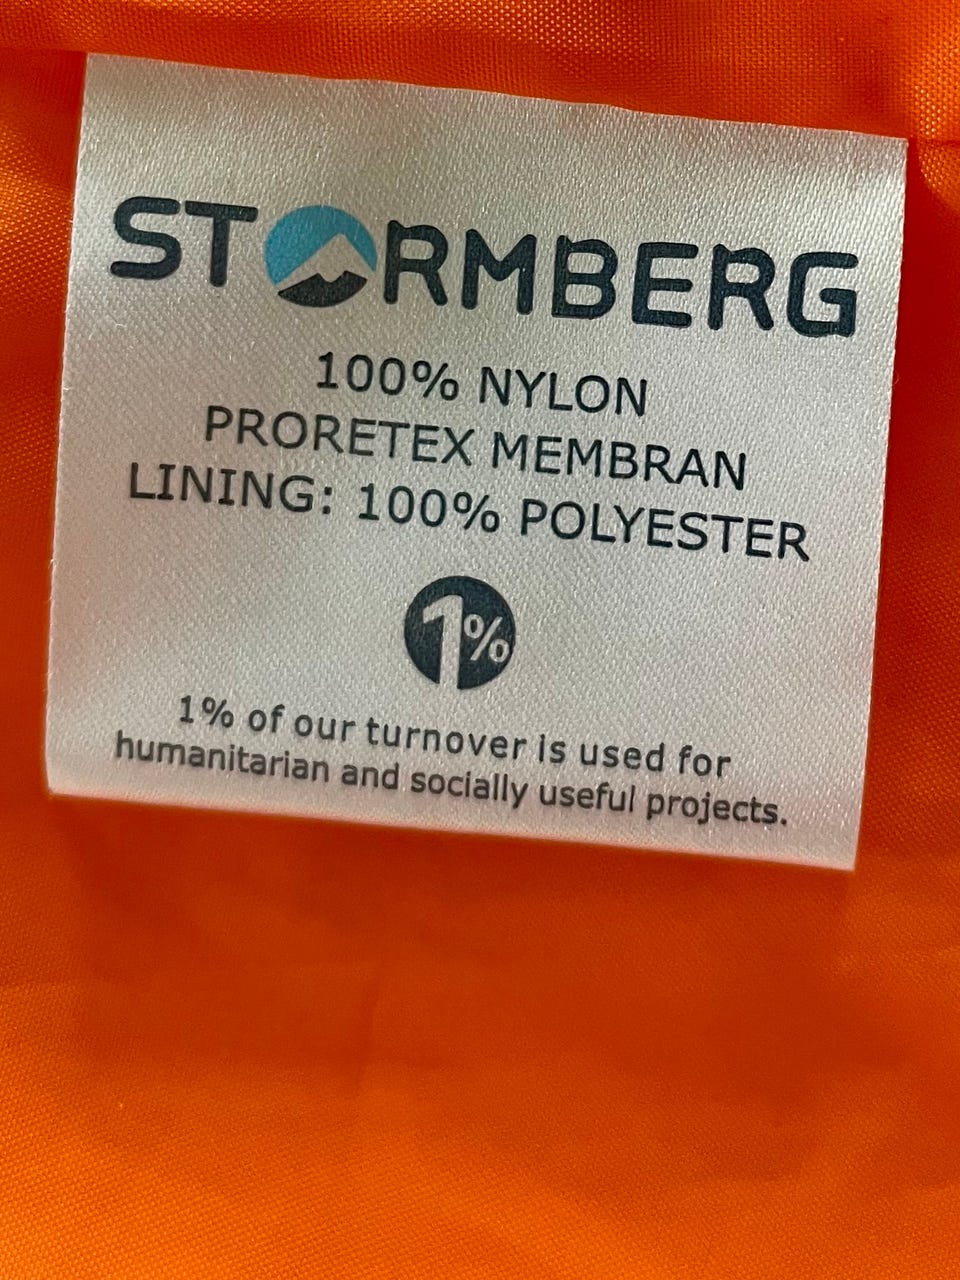 STORMBERG
100% NYLON
PRORETEX MEMBRAN
LINING: 100% POLYESTER
1%
1% of our turnover is used for
humanitarian and socially useful projects.